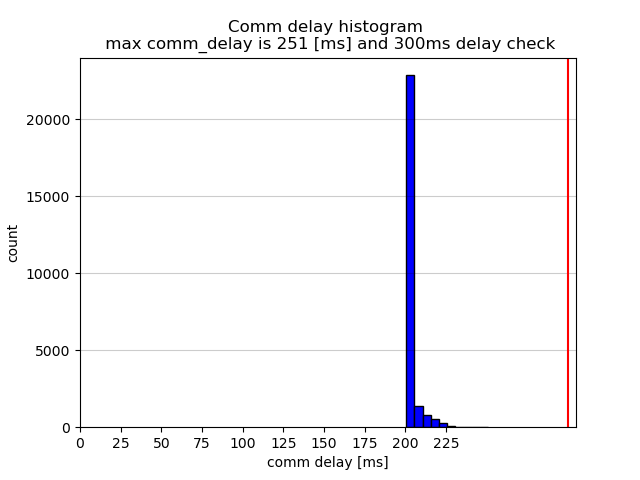 Comm delay histogram
max comm_delay is 251 [ms] and 300ms delay check
20000
15000
10000
5000
0
count
0 25 50 75 100 125 150 175 200 225
comm delay [ms]